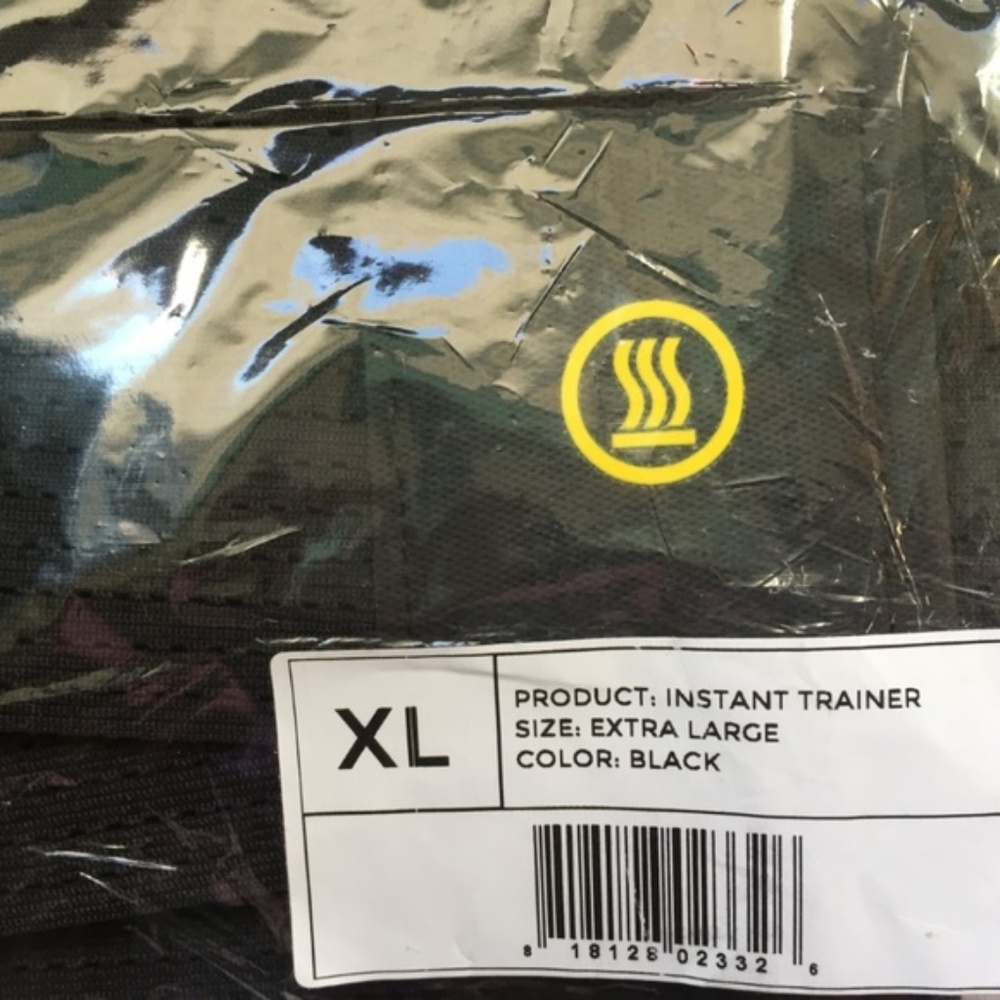 XL
PRODUCT: INSTANT TRAINER
SIZE: EXTRA LARGE
COLOR: BLACK
8 18128 02332 6